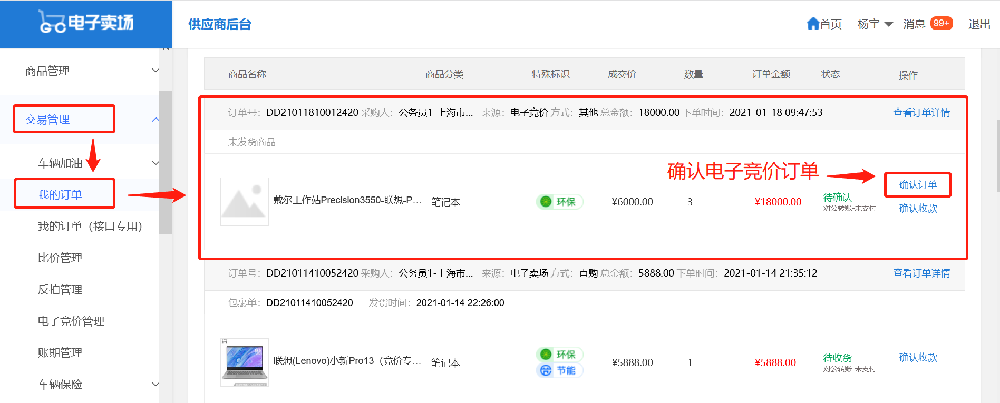 GO电子卖场
供应商后台
首页 杨宇 消息 99+ 退出
商品管理
交易管理
车辆加油
我的订单
我的订单（接口专用）
比价管理
反拍管理
电子竞价管理
账期管理
车辆保险
商品名称 商品分类 特殊标识 成交价 数量 订单金额 状态 操作
订单号： DD21011810012420 采购人： 公务员1-上海市... 来源： 电子竞价 方式： 其他 总金额： 18000.00 下单时间： 2021-01-18 09:47:53 查看订单详情
未发货商品
确认电子竞价订单
戴尔工作站Precision3550-联想-P... 笔记本 环保 ¥6000.00 3 ¥18000.00 待确认 确认订单
对公转账-未支付 确认收款
订单号： DD21011410052420 采购人： 公务员1-上海市... 来源： 电子卖场 方式： 直购 总金额： 5888.00 下单时间： 2021-01-14 21:35:12 查看订单详情
包裹单： DD21011410052420 发货时间： 2021-01-14 22:26:00
联想(Lenovo)小新Pro13（竞价专... 笔记本 环保 ¥5888.00 1 ¥5888.00 待收货 确认收款
节能 对公转账-未支付